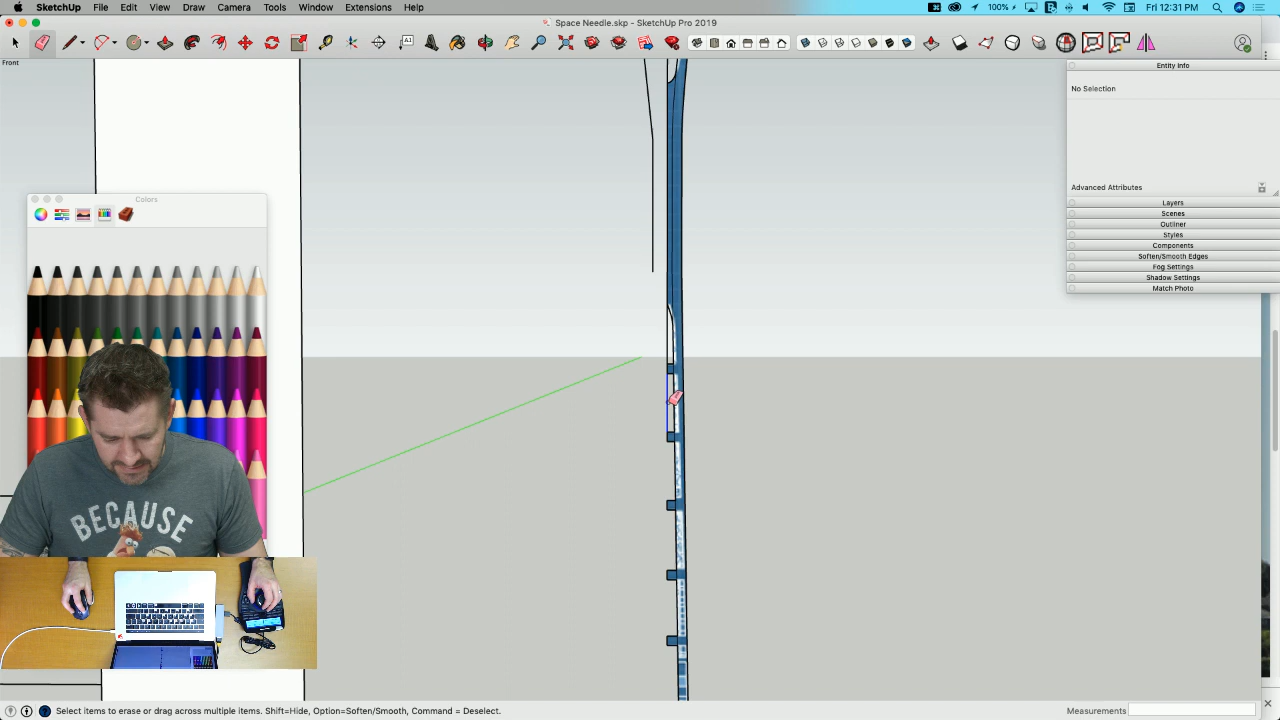 SketchUp File Edit View Draw Camera Tools Window Extensions Help 100% Fri 12:31 PM
Space Needle.skp - SketchUp Pro 2019
Front
Entity Info
No Selection
Advanced Attributes
Layers
Scenes
Outliner
Styles
Components
Soften/Smooth Edges
Fog Settings
Shadow Settings
Match Photo
Colors
BECAUSE
Select items to erase or drag across multiple items. Shift=Hide, Option=Soften/Smooth, Command = Deselect.
Measurements